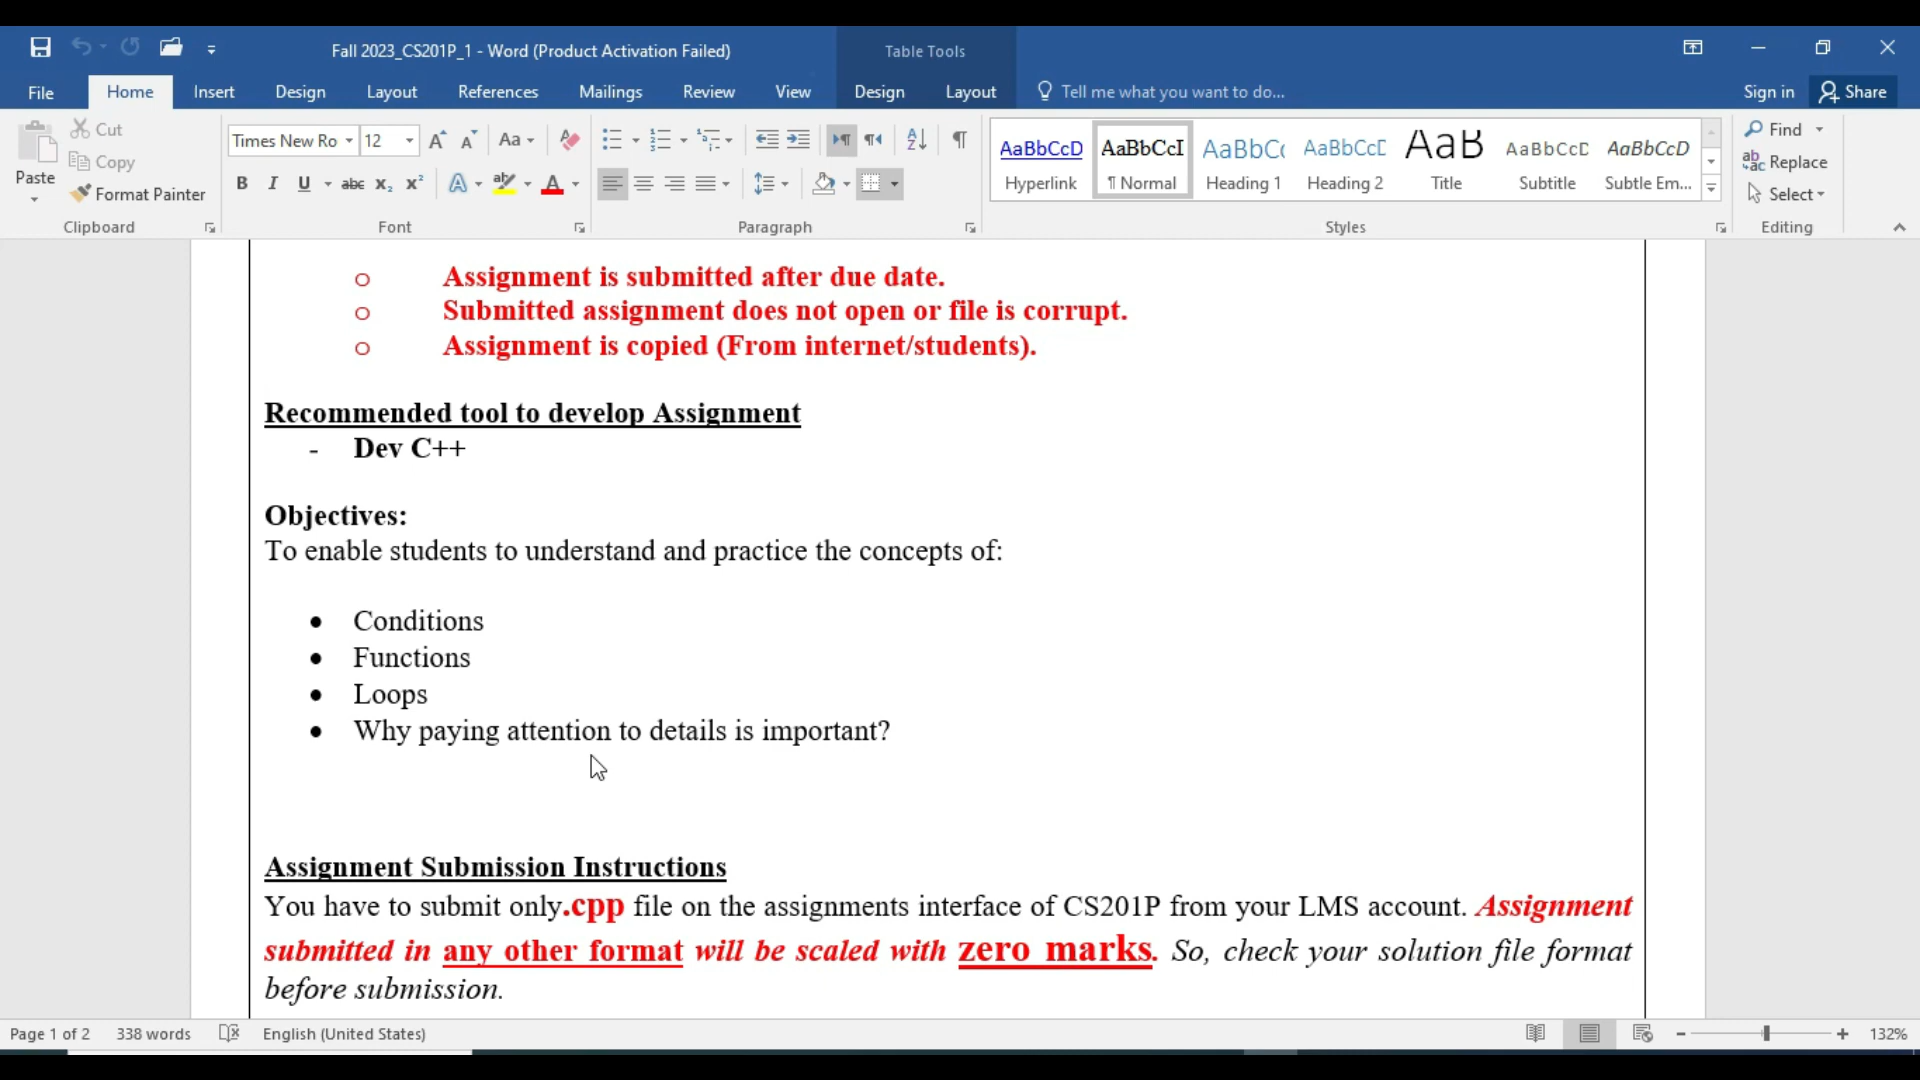 Fall 2023_CS201P_1 - Word (Product Activation Failed)
Table Tools
File
Home
Insert
Design
Layout
References
Mailings
Review
View
Design
Layout
Tell me what you want to do...
Sign in
Share
Paste
Cut
Copy
Format Painter
Clipboard
Times New Ro
12
Font
Paragraph
AaBbCcD
Hyperlink
AaBbCcI
¶ Normal
AaBbC
Heading 1
AaBbCcD
Heading 2
AaB
Title
AaBbCcD
Subtitle
AaBbCcD
Subtle Em...
Styles
Find
Replace
Select
Editing
o Assignment is submitted after due date.
o Submitted assignment does not open or file is corrupt.
o Assignment is copied (From internet/students).
Recommended tool to develop Assignment
- Dev C++
Objectives:
To enable students to understand and practice the concepts of:
• Conditions
• Functions
• Loops
• Why paying attention to details is important?
Assignment Submission Instructions
You have to submit only.cpp file on the assignments interface of CS201P from your LMS account. Assignment
submitted in any other format will be scaled with zero marks. So, check your solution file format
before submission.
Page 1 of 2
338 words
English (United States)
132%